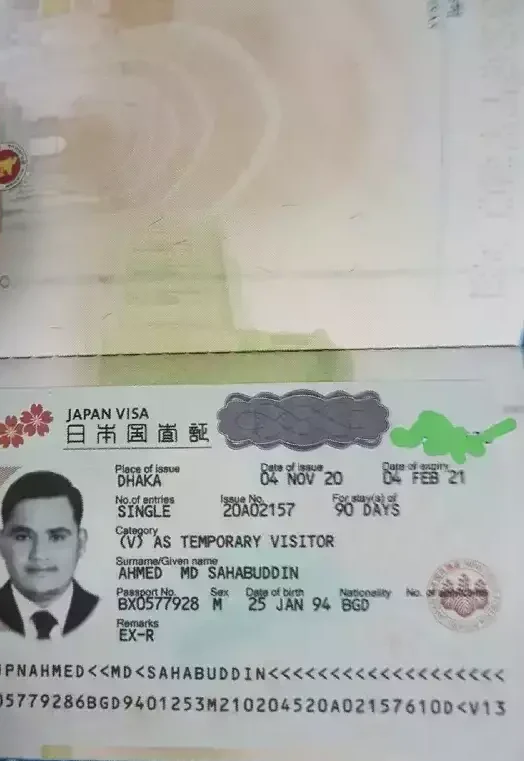 JAPAN VISA
日本国査証
Place of issue Date of issue Date of expiry
DHAKA 04 NOV 20 04 FEB 21
No.of entries Issue No. For stay(s) of
SINGLE 20A02157 90 DAYS
Category
(V) AS TEMPORARY VISITOR
Surname/Given name
AHMED MD SAHABUDDIN
Passport No. Sex Date of birth Nationality No. of
BX0577928 M 25 JAN 94 BGD
Remarks
EX-R
PNAHMED<<MD<SAHABUDDIN<<<<<<<<<<<<<<<<<<<<
5779286BGD9401253M210204520A02157610D<V13